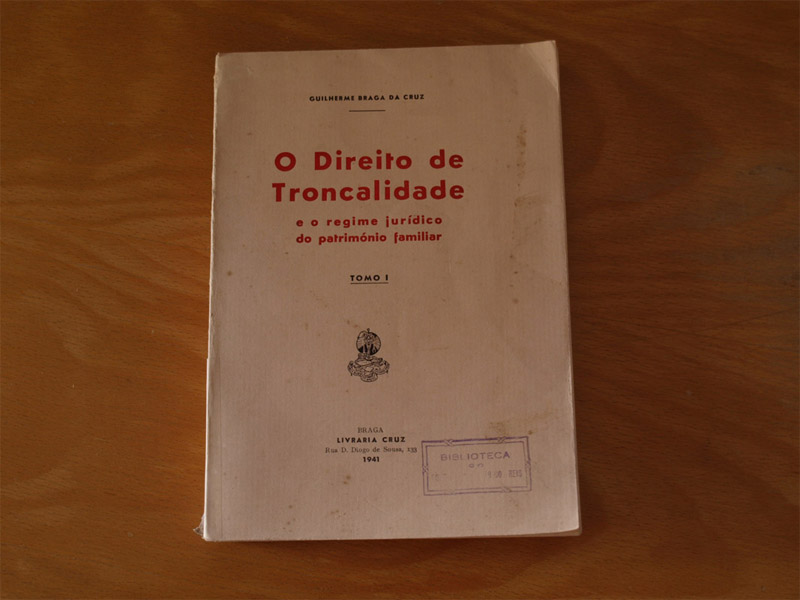 GUILHERME BRAGA DA CRUZ
O Direito de
Troncalidade
e o regime jurídico
do património familiar
TOMO I
BRAGA
LIVRARIA CRUZ
Rua D. Diogo de Sousa, 133
1941
BIBLIOTECA